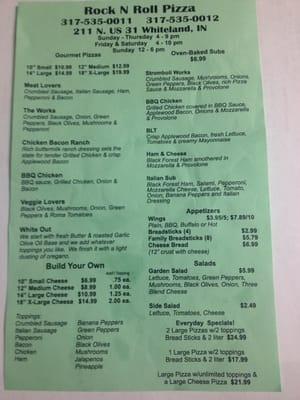 Rock N Roll Pizza
317-535-0011 317-535-0012
211 N. US 31 Whiteland, IN
Sunday - Thursday 4 - 9 pm
Friday & Saturday 4 - 10 pm
Sunday 12 - 6 pm
Gourmet Pizzas
10" Small $10.99 12" Medium $12.99
14" Large $14.99 18" X-Large $19.99
Meat Lovers
Crumbled Sausage, Italian Sausage, Ham,
Pepperoni & Bacon
The Works
Crumbled Sausage, Onion, Green
Peppers, Black Olives, Mushrooms &
Pepperoni
Chicken Bacon Ranch
Rich buttermilk ranch dressing sets the
stage for tender Grilled Chicken & crisp
Applewood Bacon
BBQ Chicken
BBQ sauce, Grilled Chicken, Onion &
Bacon
Veggie Lovers
Black Olives, Mushrooms, Onion, Green
Peppers & Roma Tomatoes
White Out
We start with fresh Butter & roasted Garlic
Olive Oil Base and we add whatever
toppings you like. We finish it with a light
dusting of oregano.
Build Your Own
Add'l Topping
10" Small Cheese $8.99 .75 ea.
12" Medium Cheese $8.99 1.00 ea.
14" Large Cheese $10.99 1.25 ea.
18" X-Large Cheese $14.99 2.00 ea.
Toppings:
Crumbled Sausage Banana Peppers
Italian Sausage Green Peppers
Pepperoni Onion
Bacon Black Olives
Chicken Mushrooms
Ham Jalapenos
Pineapple
Oven-Baked Subs
$6.99
Stromboli Works
Crumbled Sausage, Mushrooms, Onions,
Green Peppers, Black Olives, rich Pizza
Sauce & Mozzarella & Provolone
BBQ Chicken
Grilled Chicken covered in BBQ Sauce,
Applewood Bacon, Onions & Mozzarella
& Provolone
BLT
Crisp Applewood Bacon, fresh Lettuce,
Tomatoes & creamy Mayonnaise
Ham & Cheese
Black Forest Ham smothered in
Mozzarella & Provolone
Italian Sub
Black Forest Ham, Salami, Pepperoni,
Mozzarella Cheese, Lettuce, Tomato,
Onion, Banana Peppers and Italian
Dressing
Appetizers
Wings $3.95/5; $7.89/10
Plain, BBQ, Buffalo or Hot
Breadsticks (4) $2.99
Family Breadsticks (8) $5.79
Cheese Bread $6.99
(12" crust with cheese)
Salads
Garden Salad $5.99
Lettuce, Tomatoes, Green Peppers,
Mushrooms, Black Olives, Onion, Three
Blend Cheese
Side Salad $2.49
Lettuce, Tomatoes, Cheese
Everyday Special!
2 Large Pizzas w/2 toppings
Bread Sticks & 2 liter $24.99
1 Large Pizza w/2 toppings
Bread Sticks & 2 liter $17.99
Large Pizza w/unlimited toppings &
a Large Cheese Pizza $21.99